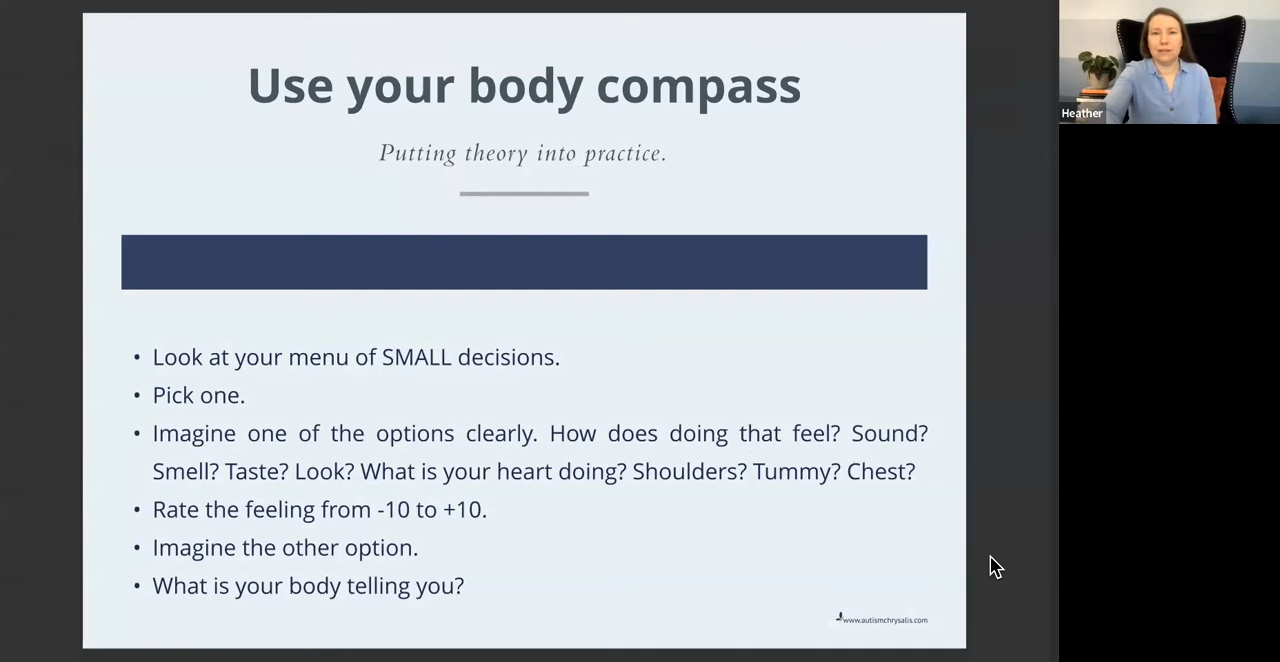 Use your body compass
Heather
Putting theory into practice.
• Look at your menu of SMALL decisions.
• Pick one.
• Imagine one of the options clearly. How does doing that feel? Sound?
Smell? Taste? Look? What is your heart doing? Shoulders? Tummy? Chest?
• Rate the feeling from -10 to +10.
• Imagine the other option.
• What is your body telling you?
www.autismchrysalis.com